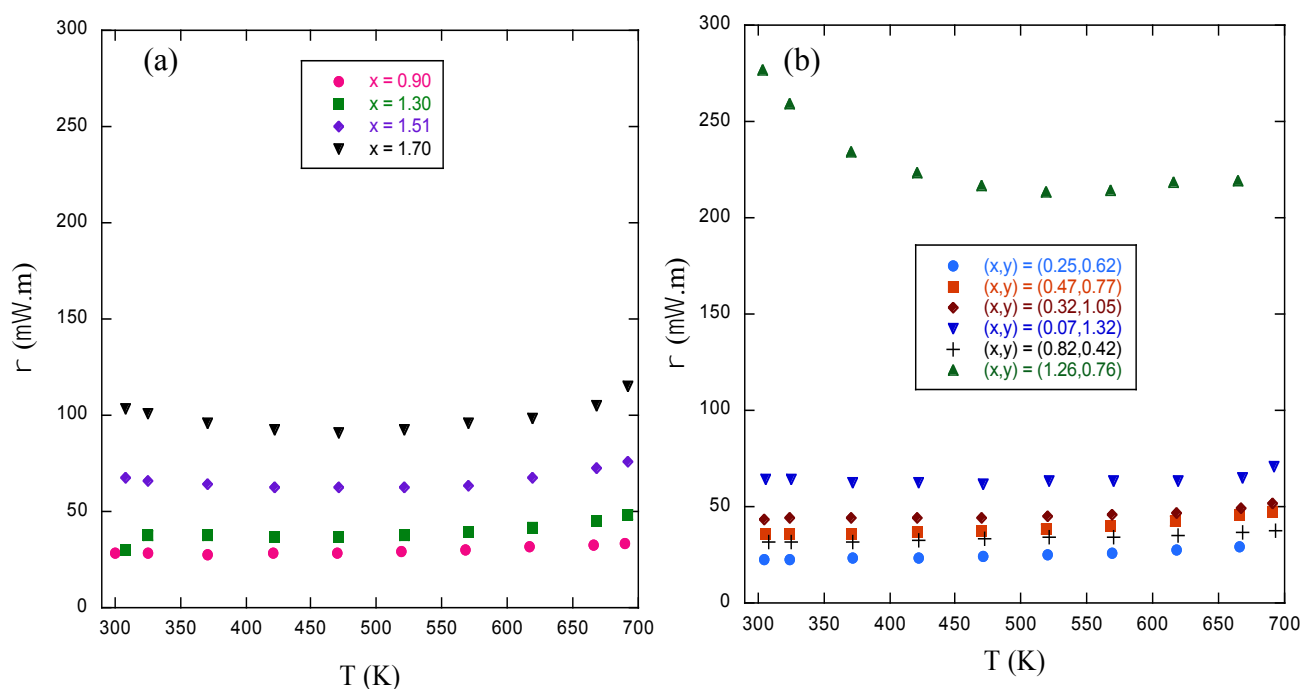 (a)
x = 0.90
x = 1.30
x = 1.51
x = 1.70
300
250
200
150
100
50
0
r (mW.m)
300 350 400 450 500 550 600 650 700
T (K)
(b)
(x,y) = (0.25,0.62)
(x,y) = (0.47,0.77)
(x,y) = (0.32,1.05)
(x,y) = (0.07,1.32)
(x,y) = (0.82,0.42)
(x,y) = (1.26,0.76)
300
250
200
150
100
50
0
r (mW.m)
300 350 400 450 500 550 600 650 700
T (K)